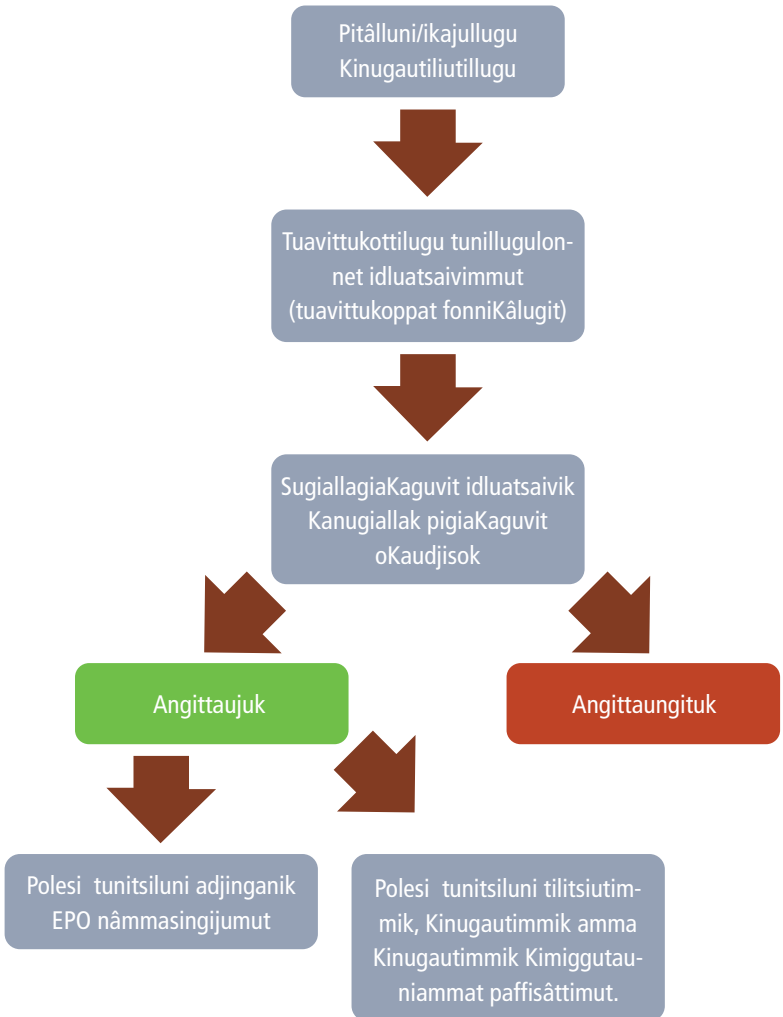 Pitâlluni/ikajullugu
Kinugautiliutillugu
Tuavittukottilugu tunillugulon-
net idluatsaivimmut
(tuavittukoppat fonniKâlugit)
SugiallagiaKaguvit idluatsaivik
Kanugiallak pigiaKaguvit
oKaudjisok
Angittaujuk
Angittaungituk
Polesi tunitsiluni adjinganik
EPO nâmmasingijumut
Polesi tunitsiluni tilitsiutim-
mik, Kinugautimmik amma
Kinugautimmik Kimiggutau-
niammat paffisâttimut.